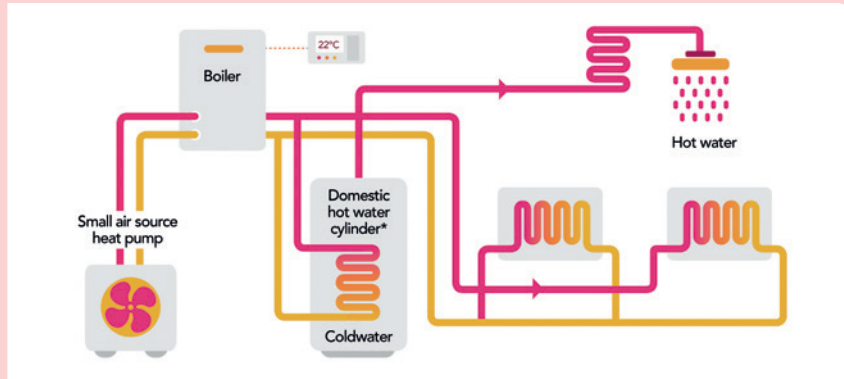 22°C
Boiler
Hot water
Small air source
heat pump
Domestic
hot water
cylinder*
Coldwater